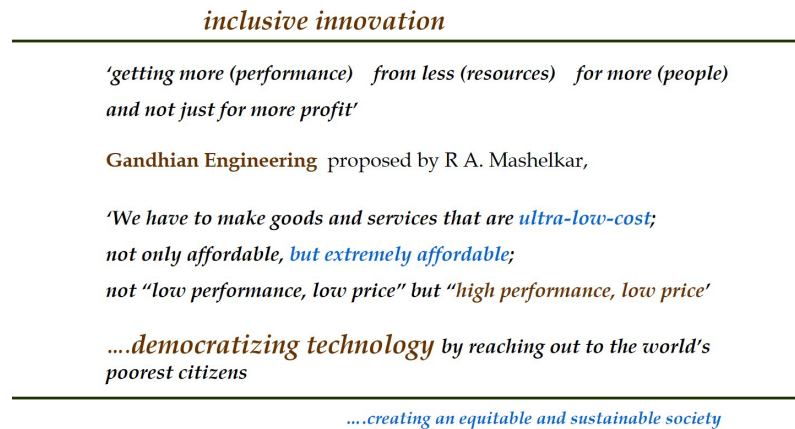 inclusive innovation
‘getting more (performance) from less (resources) for more (people)
and not just for more profit’
Gandhian Engineering proposed by R A. Mashelkar,
‘We have to make goods and services that are ultra-low-cost;
not only affordable, but extremely affordable;
not “low performance, low price” but “high performance, low price’
….democratizing technology by reaching out to the world’s
poorest citizens
….creating an equitable and sustainable society